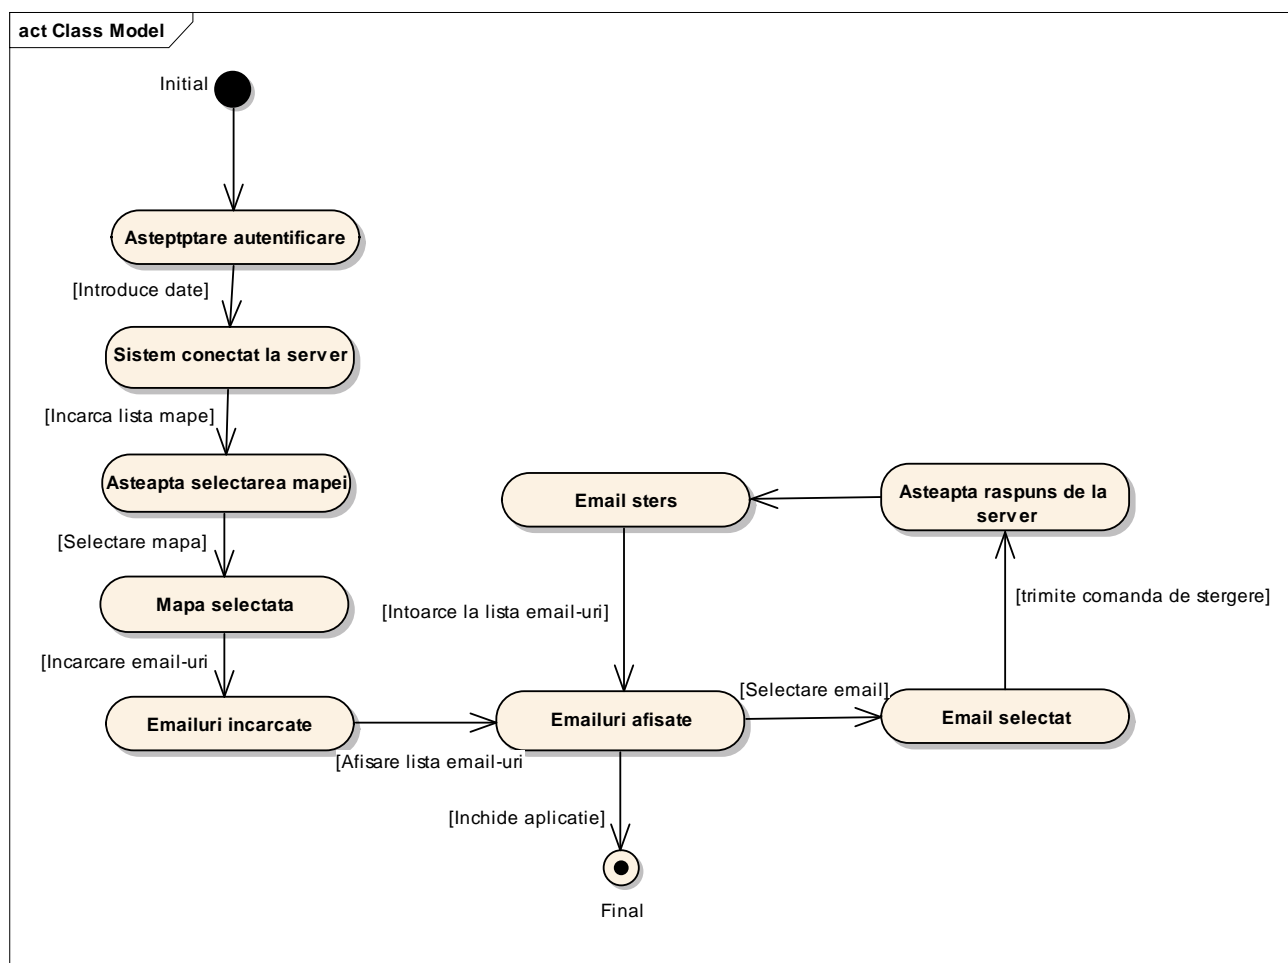 act Class Model
Initial
Asteptptare autentificare
[Introduce date]
Sistem conectat la server
[Incarca lista mape]
Asteapta selectarea mapei
[Selectare mapa]
Mapa selectata
[Incarcare email-uri
Emailuri incarcate
[Afisare lista email-uri
Emailuri afisate
[Selectare email]
Email selectat
[trimite comanda de stergere]
Asteapta raspuns de la
server
Email sters
[Intoarce la lista email-uri]
[Inchide aplicatie]
Final